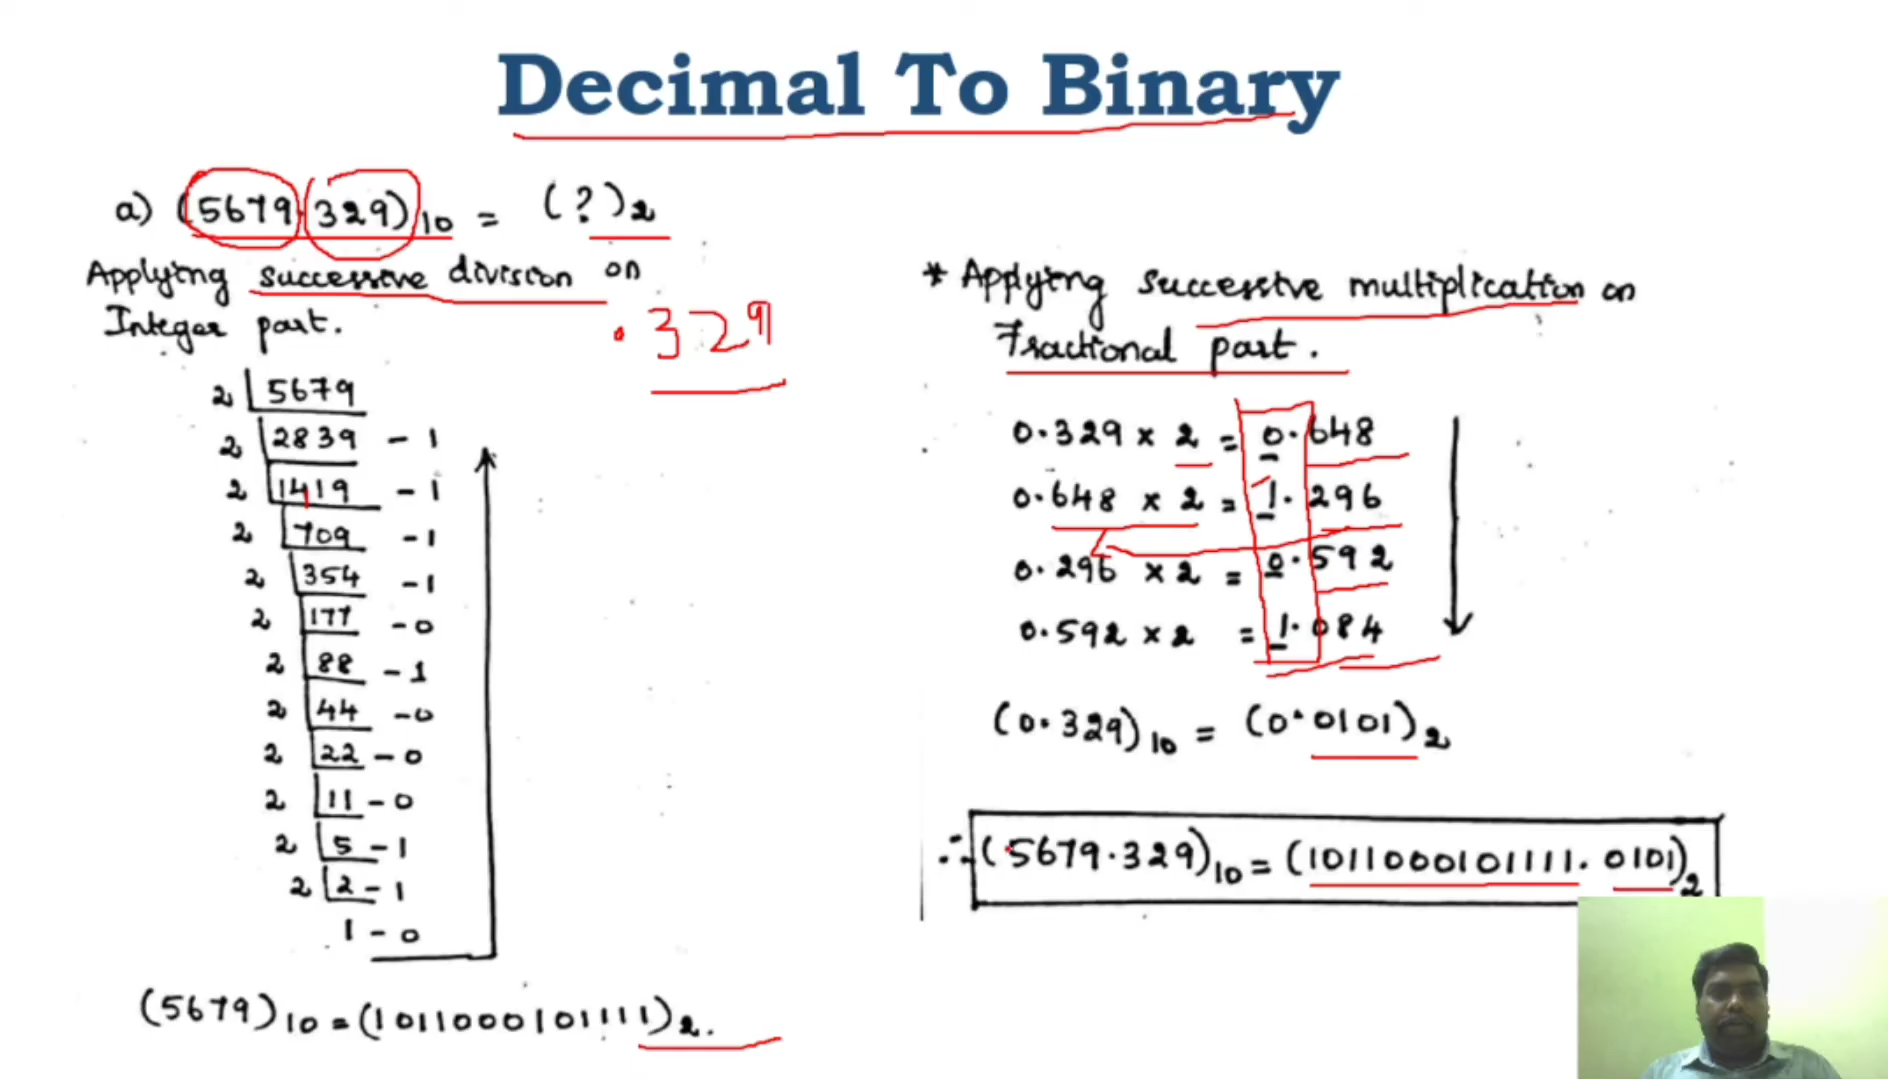 Decimal To Binary
a) (5679.329)10 = (?)2
Applying successive division on
Integer part.
.329
2 5679
2 2839 - 1
2 1419 - 1
2 709 - 1
2 354 - 1
2 177 - 0
2 88 - 1
2 44 - 0
2 22 - 0
2 11 - 0
2 5 - 1
2 2 - 1
1 - 0
(5679)10 = (1011000101111)2.
* Applying successive multiplication on
Fractional part.
0.329 x 2 = 0.648
0.648 x 2 = 1.296
0.296 x 2 = 0.592
0.592 x 2 = 1.084
(0.329)10 = (0.0101)2
∴ (5679.329)10 = (1011000101111.0101)2